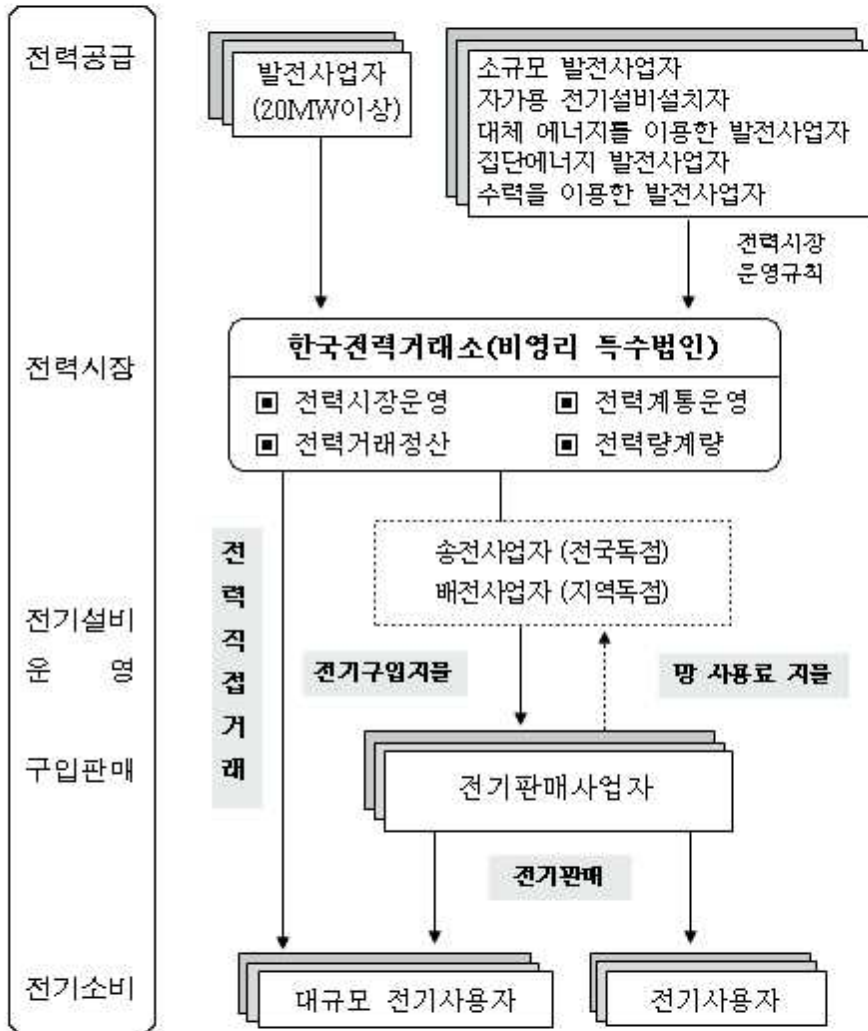 전력공급
발전사업자
(20MW이상)
소규모 발전사업자
자가용 전기설비설치자
대체 에너지를 이용한 발전사업자
집단에너지 발전사업자
수력을 이용한 발전사업자
전력시장
운영규칙
전력시장
한국전력거래소(비영리 특수법인)
▣ 전력시장운영
▣ 전력계통운영
▣ 전력거래정산
▣ 전력량계량
전력직접거래
송전사업자 (전국독점)
배전사업자 (지역독점)
전기설비
운 영
전기구입지불
망 사용료 지불
구입판매
전기판매사업자
전기판매
전기소비
대규모 전기사용자
전기사용자